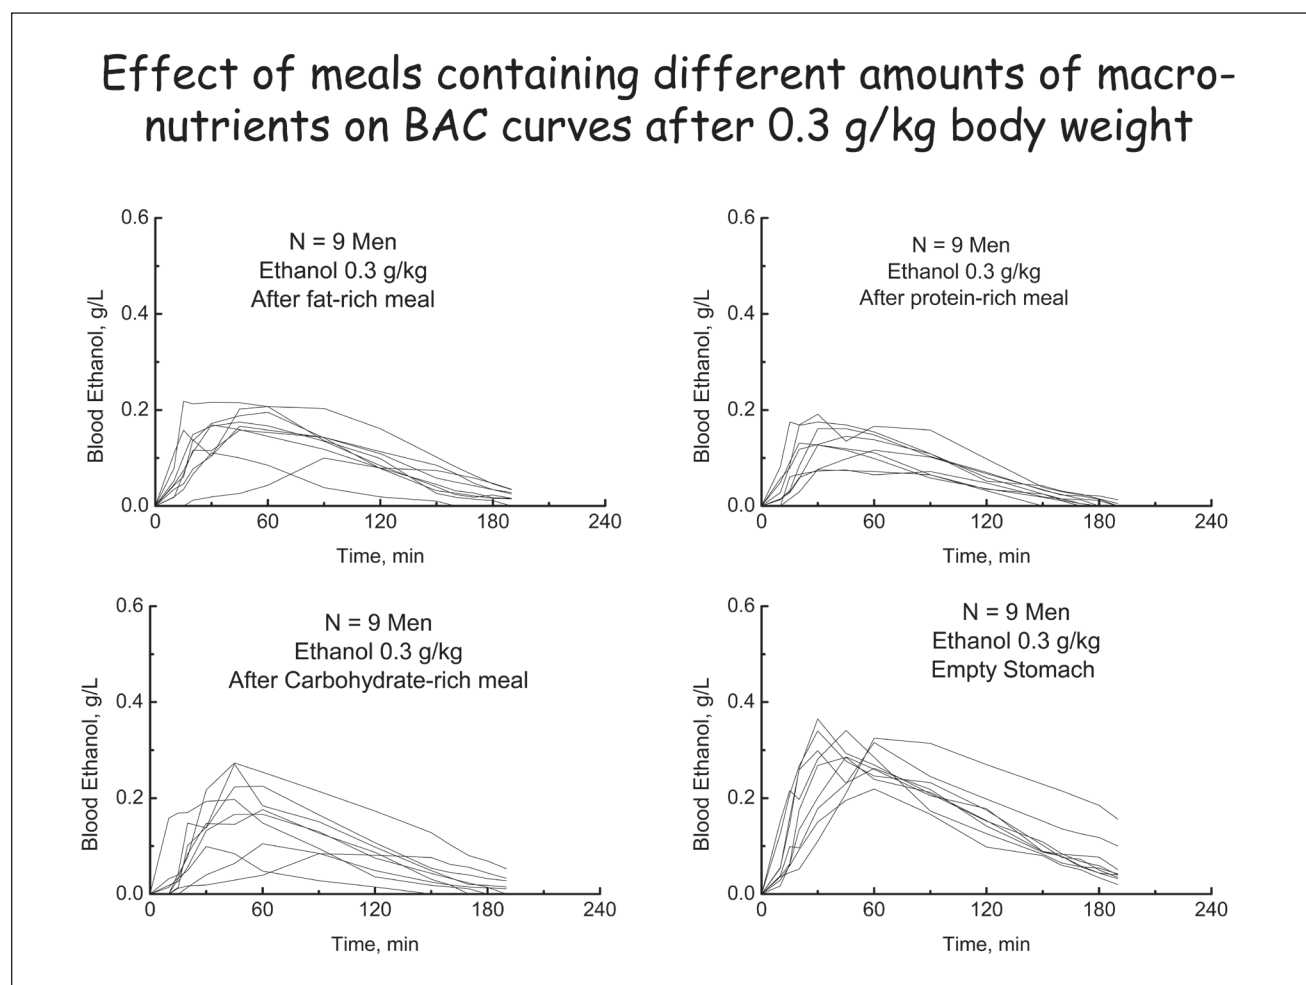 Effect of meals containing different amounts of macro-
nutrients on BAC curves after 0.3 g/kg body weight
N = 9 Men
Ethanol 0.3 g/kg
After fat-rich meal
Blood Ethanol, g/L
0.6
0.4
0.2
0.0
0 60 120 180 240
Time, min
N = 9 Men
Ethanol 0.3 g/kg
After protein-rich meal
Blood Ethanol, g/L
0.6
0.4
0.2
0.0
0 60 120 180 240
Time, min
N = 9 Men
Ethanol 0.3 g/kg
After Carbohydrate-rich meal
Blood Ethanol, g/L
0.6
0.4
0.2
0.0
0 60 120 180 240
Time, min
N = 9 Men
Ethanol 0.3 g/kg
Empty Stomach
Blood Ethanol, g/L
0.6
0.4
0.2
0.0
0 60 120 180 240
Time, min